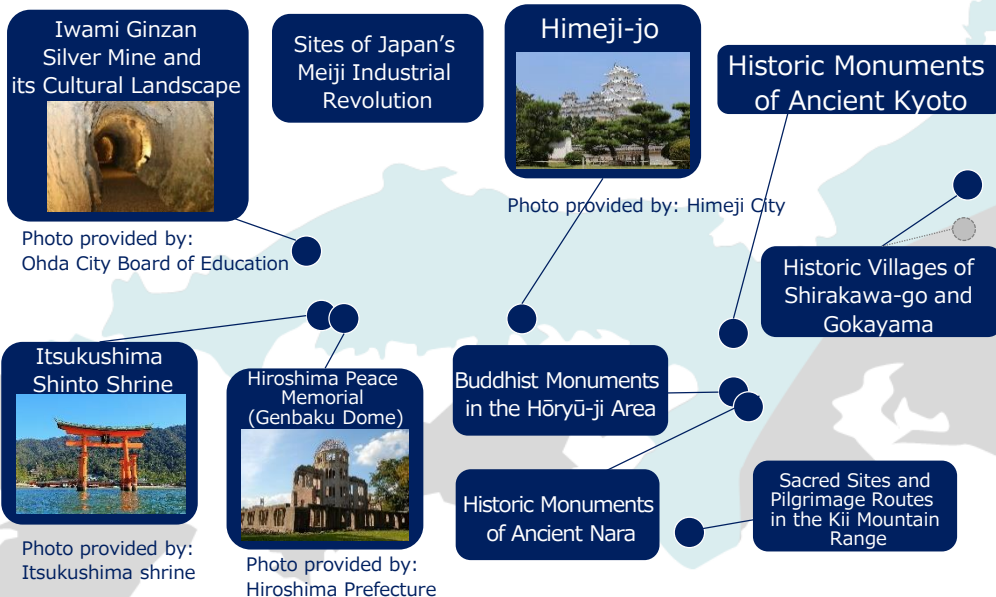 Iwami Ginzan
Silver Mine and
its Cultural Landscape
Photo provided by:
Ohda City Board of Education
Sites of Japan's
Meiji Industrial
Revolution
Himeji-jo
Photo provided by: Himeji City
Historic Monuments
of Ancient Kyoto
Historic Villages of
Shirakawa-go and
Gokayama
Itsukushima
Shinto Shrine
Photo provided by:
Itsukushima shrine
Hiroshima Peace
Memorial
(Genbaku Dome)
Photo provided by:
Hiroshima Prefecture
Buddhist Monuments
in the Hōryū-ji Area
Historic Monuments
of Ancient Nara
Sacred Sites and
Pilgrimage Routes
in the Kii Mountain
Range